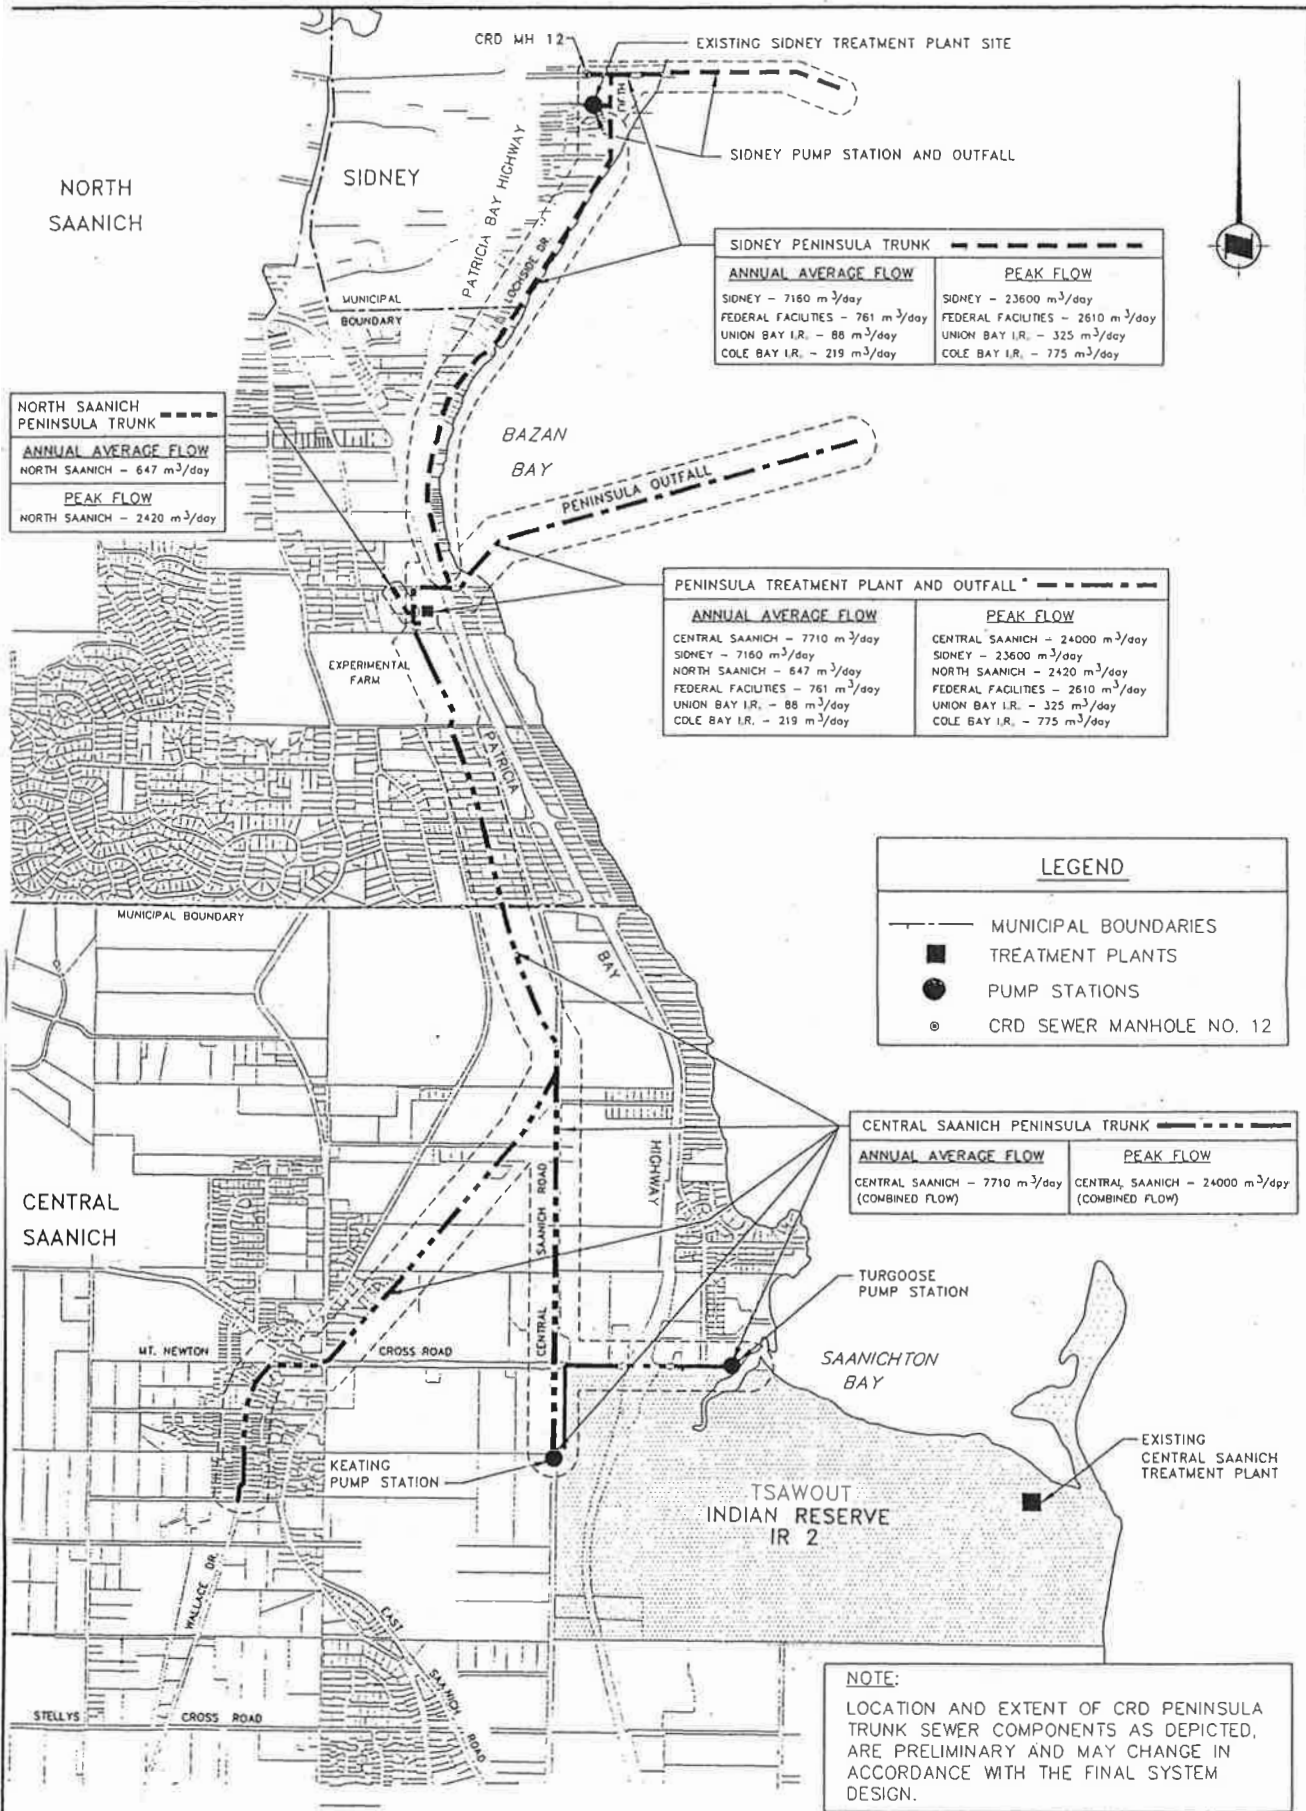 CRD MH 12
EXISTING SIDNEY TREATMENT PLANT SITE
FIFTH
SIDNEY PUMP STATION AND OUTFALL
NORTH
SAANICH
SIDNEY
PATRICIA BAY HIGHWAY
LOCHSIDE DR.
MUNICIPAL
BOUNDARY
SIDNEY PENINSULA TRUNK
ANNUAL AVERAGE FLOW
SIDNEY – 7160 m³/day
FEDERAL FACILITIES – 761 m³/day
UNION BAY I.R. – 88 m³/day
COLE BAY I.R. – 219 m³/day
PEAK FLOW
SIDNEY – 23600 m³/day
FEDERAL FACILITIES – 2610 m³/day
UNION BAY I.R. – 325 m³/day
COLE BAY I.R. – 775 m³/day
NORTH SAANICH
PENINSULA TRUNK
ANNUAL AVERAGE FLOW
NORTH SAANICH – 647 m³/day
PEAK FLOW
NORTH SAANICH – 2420 m³/day
BAZAN
BAY
PENINSULA OUTFALL
PENINSULA TREATMENT PLANT AND OUTFALL
ANNUAL AVERAGE FLOW
CENTRAL SAANICH – 7710 m³/day
SIDNEY – 7160 m³/day
NORTH SAANICH – 647 m³/day
FEDERAL FACILITIES – 761 m³/day
UNION BAY I.R. – 88 m³/day
COLE BAY I.R. – 219 m³/day
PEAK FLOW
CENTRAL SAANICH – 24000 m³/day
SIDNEY – 23600 m³/day
NORTH SAANICH – 2420 m³/day
FEDERAL FACILITIES – 2610 m³/day
UNION BAY I.R. – 325 m³/day
COLE BAY I.R. – 775 m³/day
EXPERIMENTAL
FARM
PATRICIA
BAY
HIGHWAY
MUNICIPAL BOUNDARY
LEGEND
MUNICIPAL BOUNDARIES
TREATMENT PLANTS
PUMP STATIONS
CRD SEWER MANHOLE NO. 12
CENTRAL SAANICH PENINSULA TRUNK
ANNUAL AVERAGE FLOW
CENTRAL SAANICH – 7710 m³/day
(COMBINED FLOW)
PEAK FLOW
CENTRAL SAANICH – 24000 m³/dpy
(COMBINED FLOW)
CENTRAL
SAANICH
CENTRAL SAANICH ROAD
TURGOOSE
PUMP STATION
MT. NEWTON CROSS ROAD
SAANICHTON
BAY
KEATING
PUMP STATION
EXISTING
CENTRAL SAANICH
TREATMENT PLANT
TSAWOUT
INDIAN RESERVE
IR 2
WALLACE DR.
EAST SAANICH ROAD
STELLYS CROSS ROAD
NOTE:
LOCATION AND EXTENT OF CRD PENINSULA
TRUNK SEWER COMPONENTS AS DEPICTED,
ARE PRELIMINARY AND MAY CHANGE IN
ACCORDANCE WITH THE FINAL SYSTEM
DESIGN.